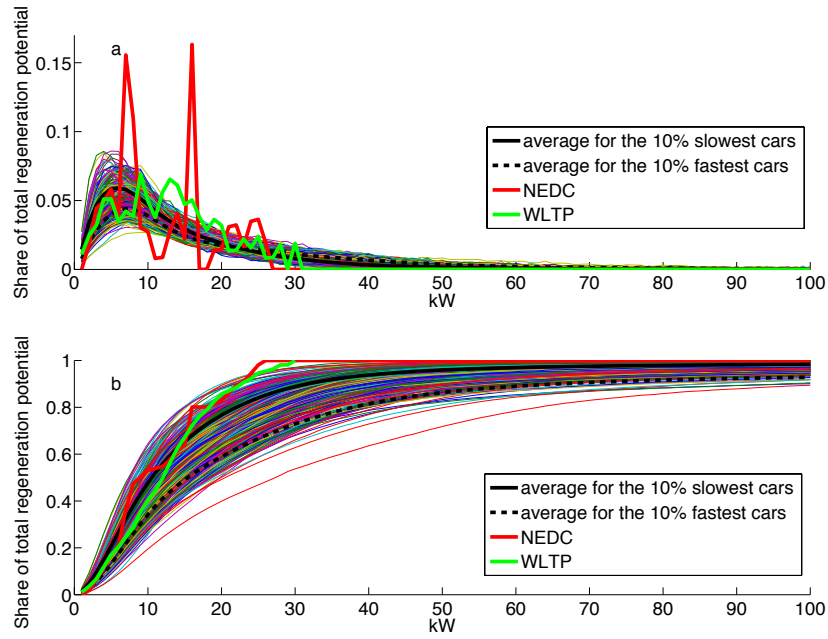 Share of total regeneration potential
a
0.15
0.1
0.05
0
average for the 10% slowest cars
average for the 10% fastest cars
NEDC
WLTP
0 10 20 30 40 50 60 70 80 90 100
kW
Share of total regeneration potential
b
1
0.8
0.6
0.4
0.2
0
average for the 10% slowest cars
average for the 10% fastest cars
NEDC
WLTP
0 10 20 30 40 50 60 70 80 90 100
kW